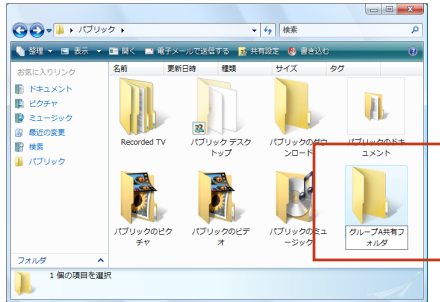 パブリック
検索
整理 表示 開く 電子メールで送信する 共有設定 書き込む
お気に入りリンク
ドキュメント
ピクチャ
ミュージック
最近の変更
検索
パブリック
フォルダ
名前 更新日時 種類 サイズ タグ
Recorded TV
パブリック デスク
トップ
パブリックのダウ
ンロード
パブリックのドキ
ュメント
パブリックのピク
チャ
パブリックのビデ
オ
パブリックのミュ
ージック
グループA共有フ
ォルダ
1 個の項目を選択